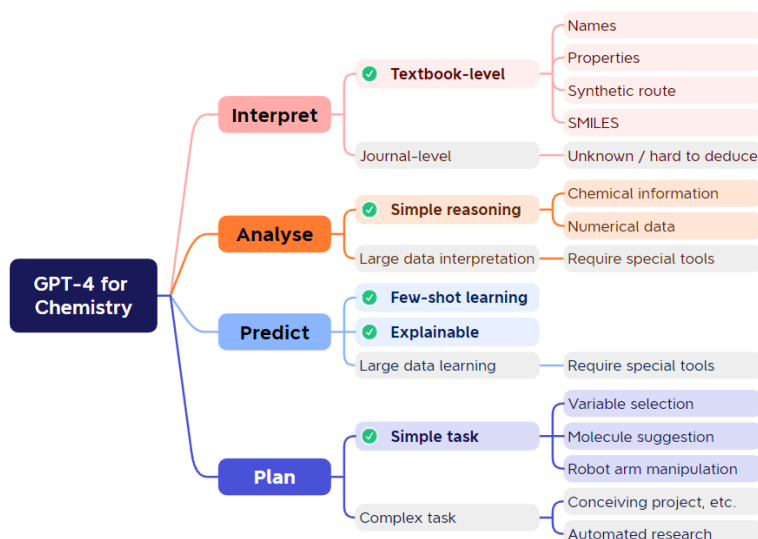 GPT-4 for
Chemistry
Interpret
Textbook-level
Names
Properties
Synthetic route
SMILES
Journal-level
Unknown / hard to deduce
Analyse
Simple reasoning
Chemical information
Numerical data
Large data interpretation
Require special tools
Predict
Few-shot learning
Explainable
Large data learning
Require special tools
Plan
Simple task
Variable selection
Molecule suggestion
Robot arm manipulation
Complex task
Conceiving project, etc.
Automated research